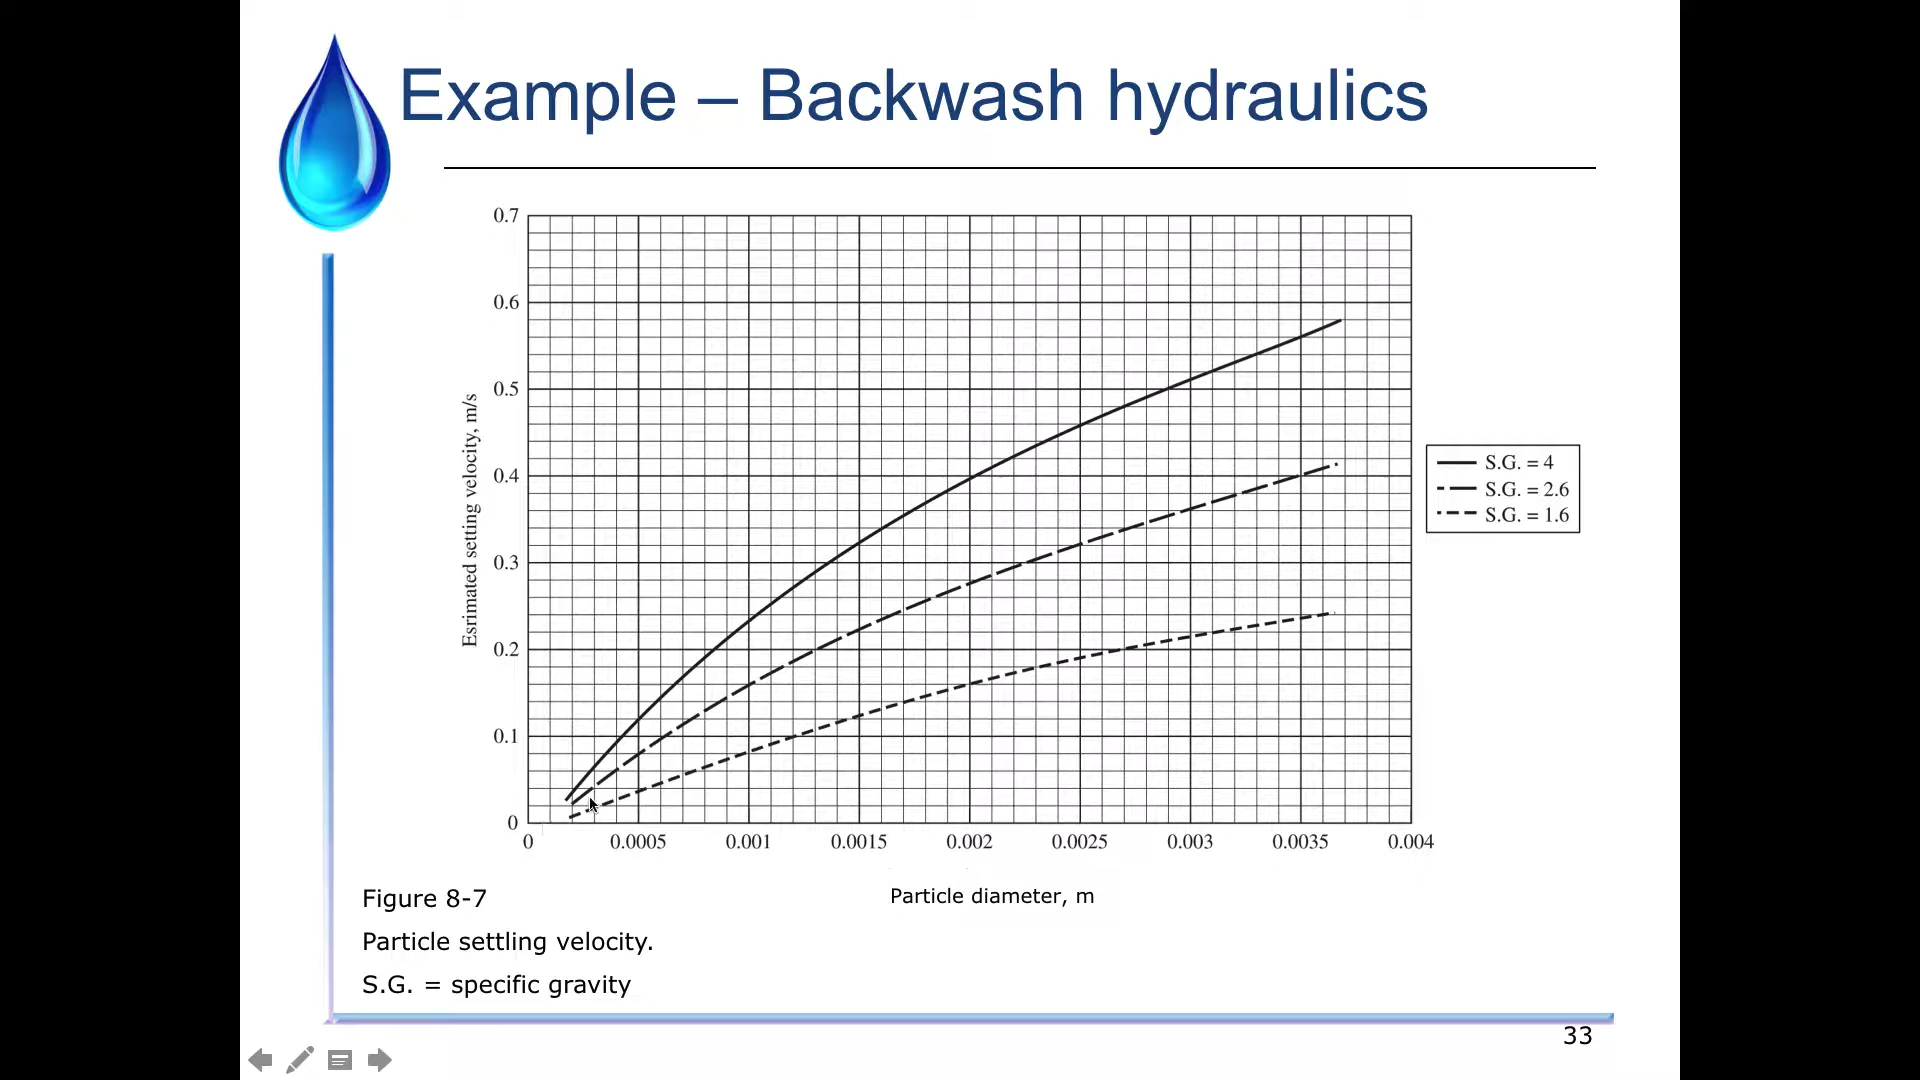 Example – Backwash hydraulics
0.7
0.6
0.5
0.4
0.3
0.2
0.1
0
Esrimated setting velocity, m/s
0 0.0005 0.001 0.0015 0.002 0.0025 0.003 0.0035 0.004
Particle diameter, m
S.G. = 4
S.G. = 2.6
S.G. = 1.6
Figure 8-7
Particle settling velocity.
S.G. = specific gravity
33